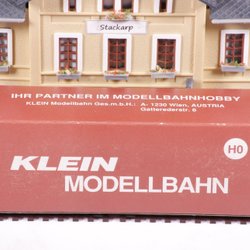 Stackarp
IHR PARTNER IM MODELLBAHNHOBBY
KLEIN Modellbahn Ges.m.b.H.: A- 1230 Wien, AUSTRIA
Gatterederstr. 6
KLEIN
MODELLBAHN
H0